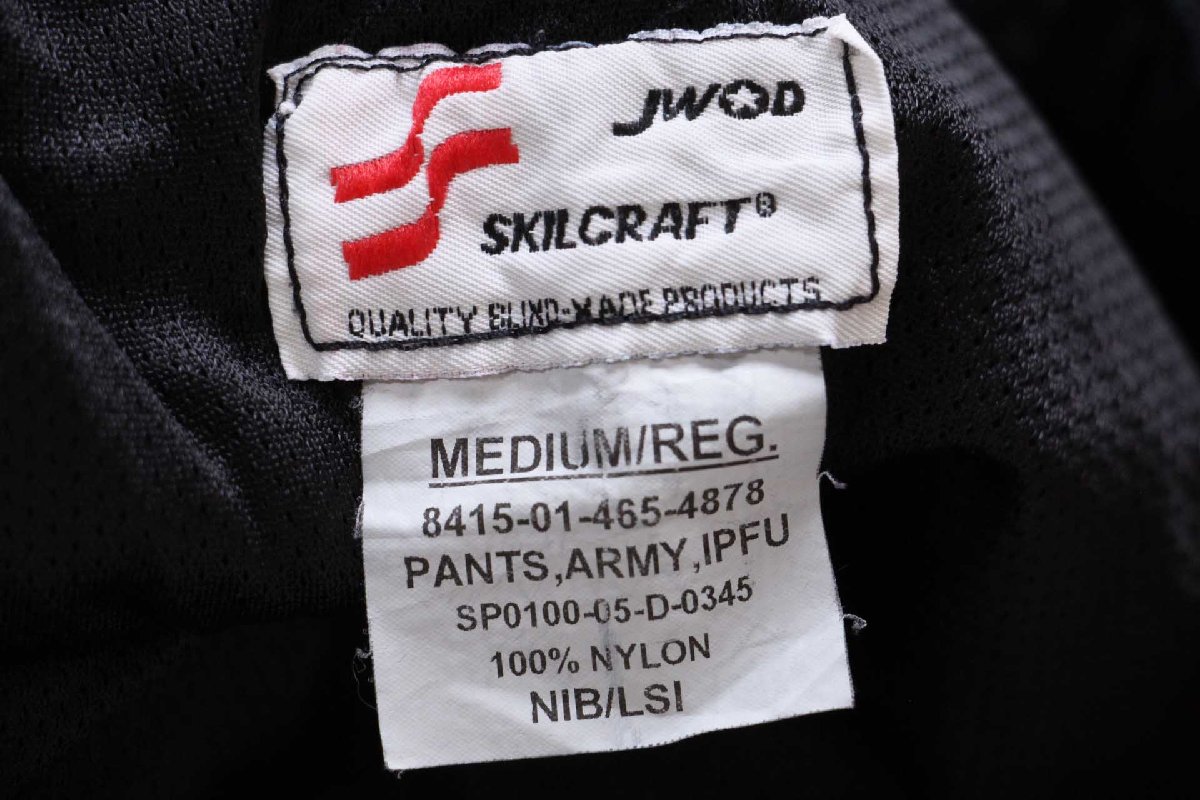 JWOD
SKILCRAFT®
QUALITY BLIND-MADE PRODUCTS
MEDIUM/REG.
8415-01-465-4878
PANTS,ARMY,IPFU
SP0100-05-D-0345
100% NYLON
NIB/LSI